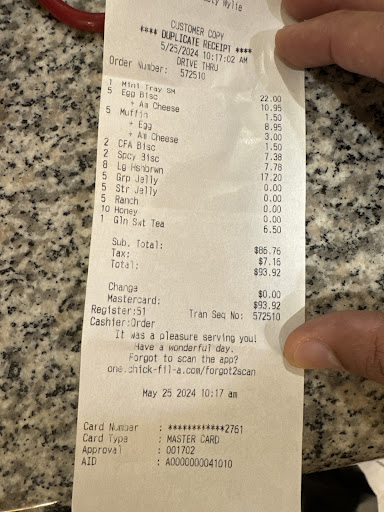 Wylie
CUSTOMER COPY
**** DUPLICATE RECEIPT ****
5/25/2024 10:17:02 AM
DRIVE THRU
Order Number: 572510
1 Mini Tray SM 22.00
5 Egg Bisc 10.95
+ Am Cheese 1.50
5 Muffin 8.95
+ Egg 3.00
+ Am Cheese 1.50
2 CFA Bisc 7.38
2 Spcy Bisc 7.78
8 Lg Hsbrwn 17.20
5 Grp Jelly 0.00
5 Str Jelly 0.00
5 Ranch 0.00
10 Honey 0.00
1 Gln Swt Tea 6.50
Sub. Total: $86.76
Tax: $7.16
Total: $93.92
Change $0.00
Mastercard: $93.92
Register:51 Tran Seq No: 572510
Cashier:Order
It was a pleasure serving you!
Have a wonderful day.
Forgot to scan the app?
one.chick-fil-a.com/forgot2scan
May 25 2024 10:17 am
Card Number : ************2761
Card Type : MASTER CARD
Approval : 001702
AID : A0000000041010